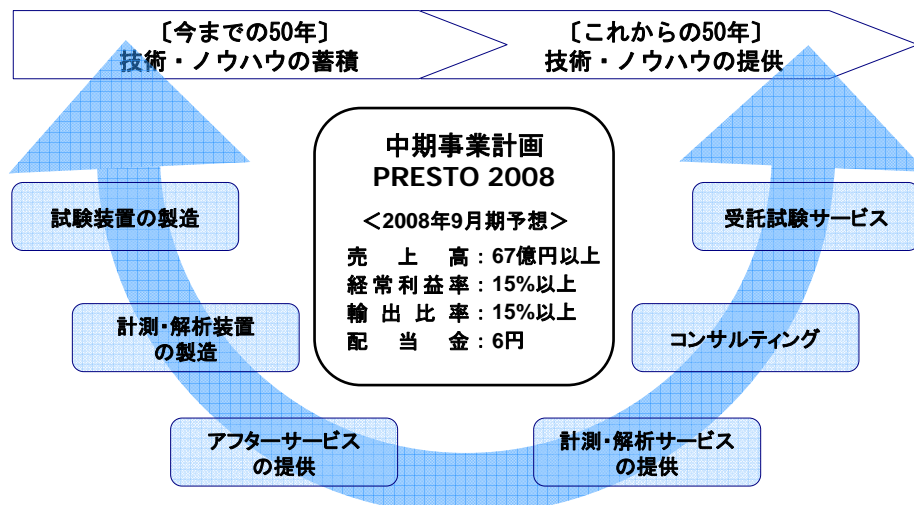 〔今までの50年〕
技術・ノウハウの蓄積
〔これからの50年〕
技術・ノウハウの提供
中期事業計画
PRESTO 2008
＜2008年9月期予想＞
売上高：67億円以上
経常利益率：15%以上
輸出比率：15%以上
配当金：6円
試験装置の製造
計測・解析装置
の製造
アフターサービス
の提供
計測・解析サービス
の提供
コンサルティング
受託試験サービス